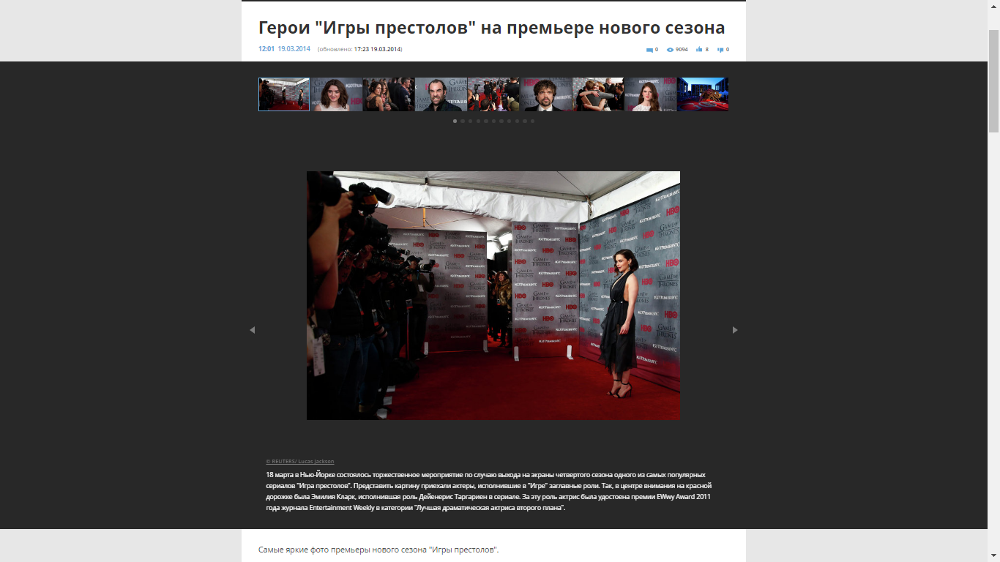 Герои "Игры престолов" на премьере нового сезона
12:01 19.03.2014 (обновлено: 17:23 19.03.2014) 0 9094 8 0
HBO
GAME OF THRONES
#GOTPREMIERENYC
© REUTERS/ Lucas Jackson
18 марта в Нью-Йорке состоялось торжественное мероприятие по случаю выхода на экраны четвертого сезона одного из самых популярных
сериалов "Игра престолов". Представить картину приехали актеры, исполнившие в "Игре" заглавные роли. Так, в центре внимания на красной
дорожке была Эмилия Кларк, исполнившая роль Дейенерис Таргариен в сериале. За эту роль актрис была удостоена премии EWwy Award 2011
года журнала Entertainment Weekly в категории "Лучшая драматическая актриса второго плана".
Самые яркие фото премьеры нового сезона "Игры престолов".